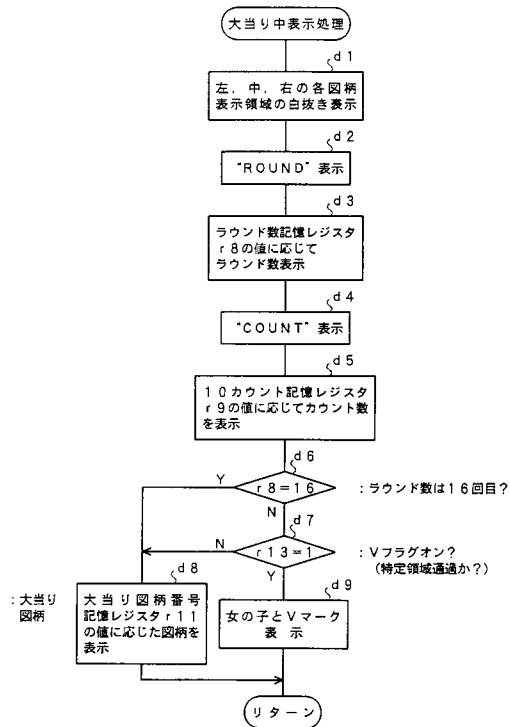 大当り中表示処理
d1
左，中，右の各図柄
表示領域の白抜き表示
d2
"ROUND"表示
d3
ラウンド数記憶レジスタ
r8の値に応じて
ラウンド数表示
d4
"COUNT"表示
d5
10カウント記憶レジスタ
r9の値に応じてカウント数
を表示
d6
Y
r8=16
:ラウンド数は16回目?
N
d7
N
r13=1
:Vフラグオン?
(特定領域通過か?)
Y
d8
d9
:大当り
図柄
大当り図柄番号
記憶レジスタr11
の値に応じた図柄を
表示
女の子とVマーク
表示
リターン